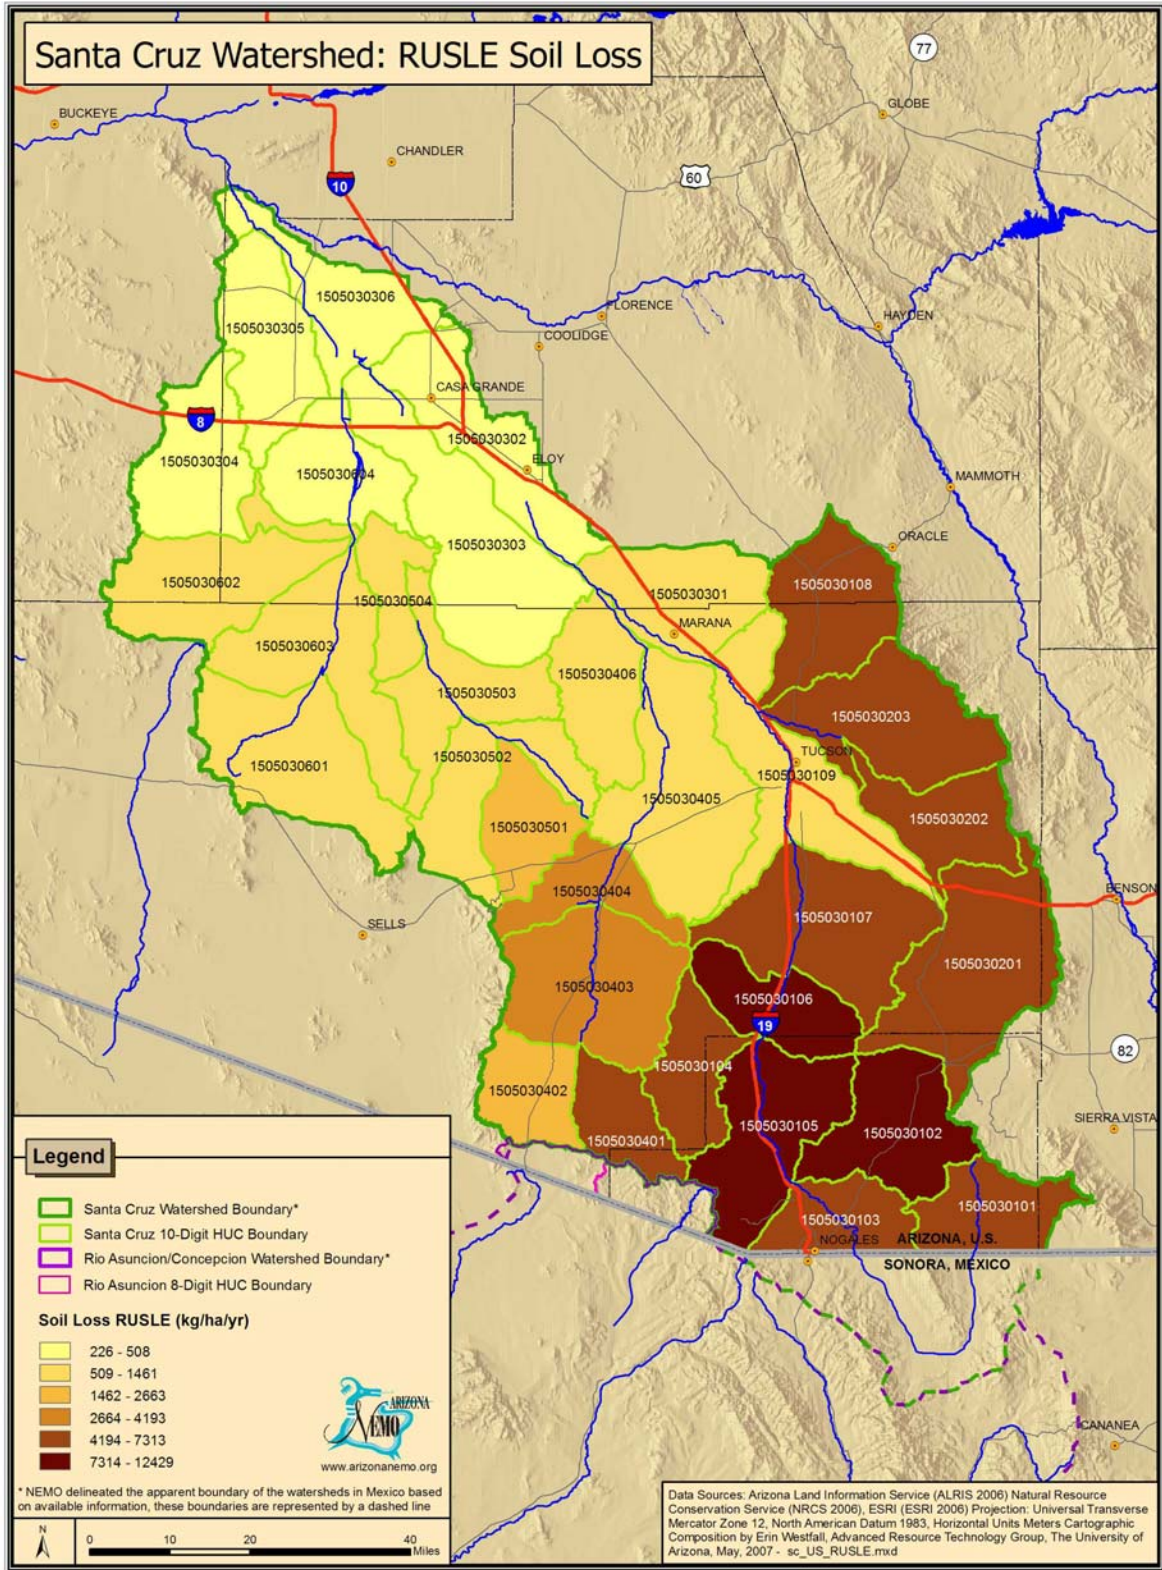 Santa Cruz Watershed: RUSLE Soil Loss
77
BUCKEYE
GLOBE
CHANDLER
10
60
1505030306
FLORENCE
1505030305
HAYDEN
COOLIDGE
CASA GRANDE
8
1505030302
1505030304
ELOY
1505030604
MAMMOTH
1505030303
ORACLE
1505030602
1505030108
1505030504
1505030301
MARANA
1505030603
1505030406
1505030503
1505030203
1505030502
TUCSON
1505030601
1505030109
1505030405
1505030501
1505030202
1505030404
BENSON
SELLS
1505030107
1505030201
1505030403
1505030106
19
82
1505030104
1505030402
SIERRA VISTA
1505030105
1505030102
1505030401
1505030101
1505030103
NOGALES
ARIZONA, U.S.
SONORA, MEXICO
CANANEA
Legend
Santa Cruz Watershed Boundary*
Santa Cruz 10-Digit HUC Boundary
Rio Asuncion/Concepcion Watershed Boundary*
Rio Asuncion 8-Digit HUC Boundary
Soil Loss RUSLE (kg/ha/yr)
226 - 508
509 - 1461
1462 - 2663
2664 - 4193
4194 - 7313
7314 - 12429
ARIZONA
NEMO
www.arizonanemo.org
* NEMO delineated the apparent boundary of the watersheds in Mexico based
on available information, these boundaries are represented by a dashed line
N
0 20 40
Miles
Data Sources: Arizona Land Information Service (ALRIS 2006) Natural Resource
Conservation Service (NRCS 2006), ESRI (ESRI 2006) Projection: Universal Transverse
Mercator Zone 12, North American Datum 1983, Horizontal Units Meters Cartographic
Composition by Erin Westfall, Advanced Resource Technology Group, The University of
Arizona, May, 2007 - sc_US_RUSLE.mxd